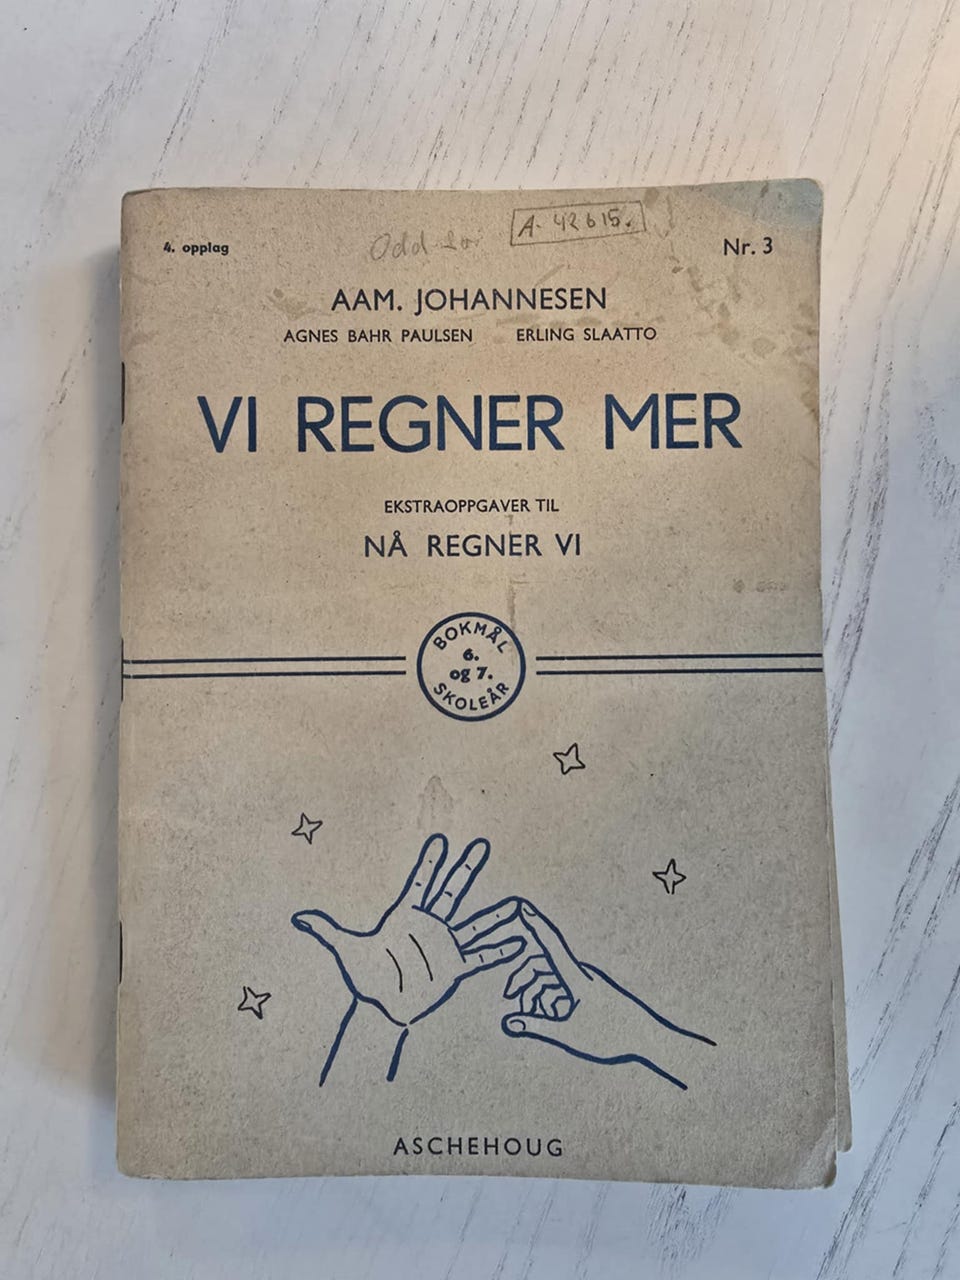 4. opplag
Odd
A-42615.
Nr. 3
AAM. JOHANNESEN
AGNES BAHR PAULSEN ERLING SLAATTO
VI REGNER MER
EKSTRAOPPGAVER TIL
NÅ REGNER VI
BOKMÅL
6.
og 7.
SKOLEÅR
ASCHEHOUG